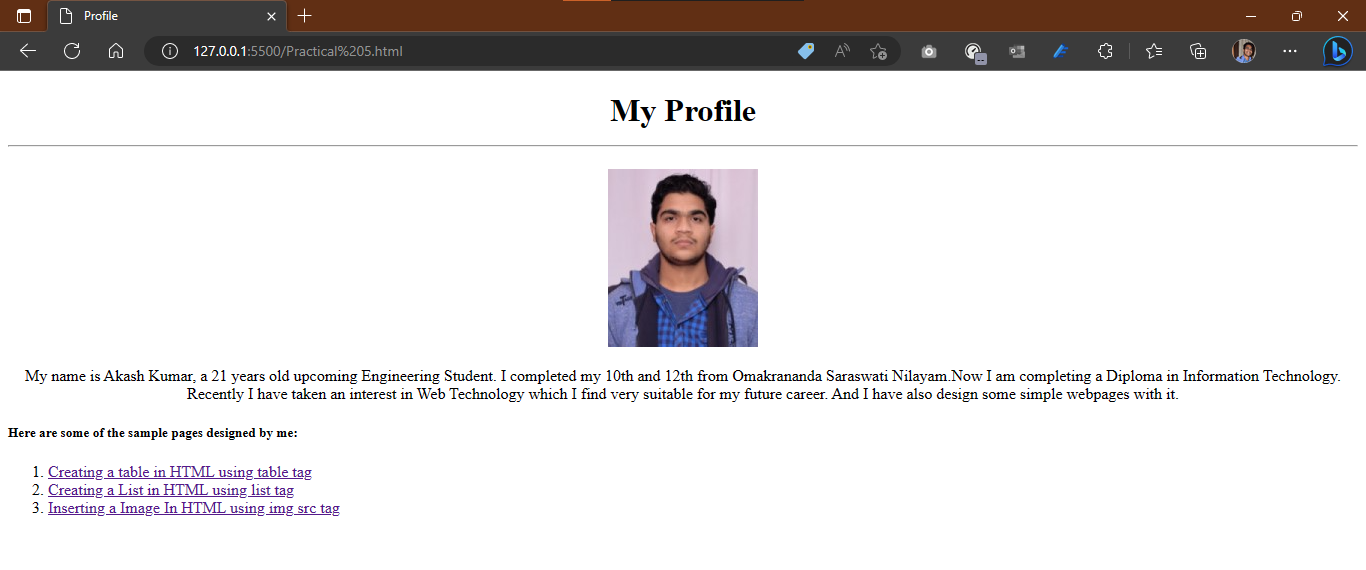 Profile
127.0.0.1:5500/Practical%205.html
My Profile
My name is Akash Kumar, a 21 years old upcoming Engineering Student. I completed my 10th and 12th from Omakrananda Saraswati Nilayam.Now I am completing a Diploma in Information Technology.
Recently I have taken an interest in Web Technology which I find very suitable for my future career. And I have also design some simple webpages with it.
Here are some of the sample pages designed by me:
1. Creating a table in HTML using table tag
2. Creating a List in HTML using list tag
3. Inserting a Image In HTML using img src tag